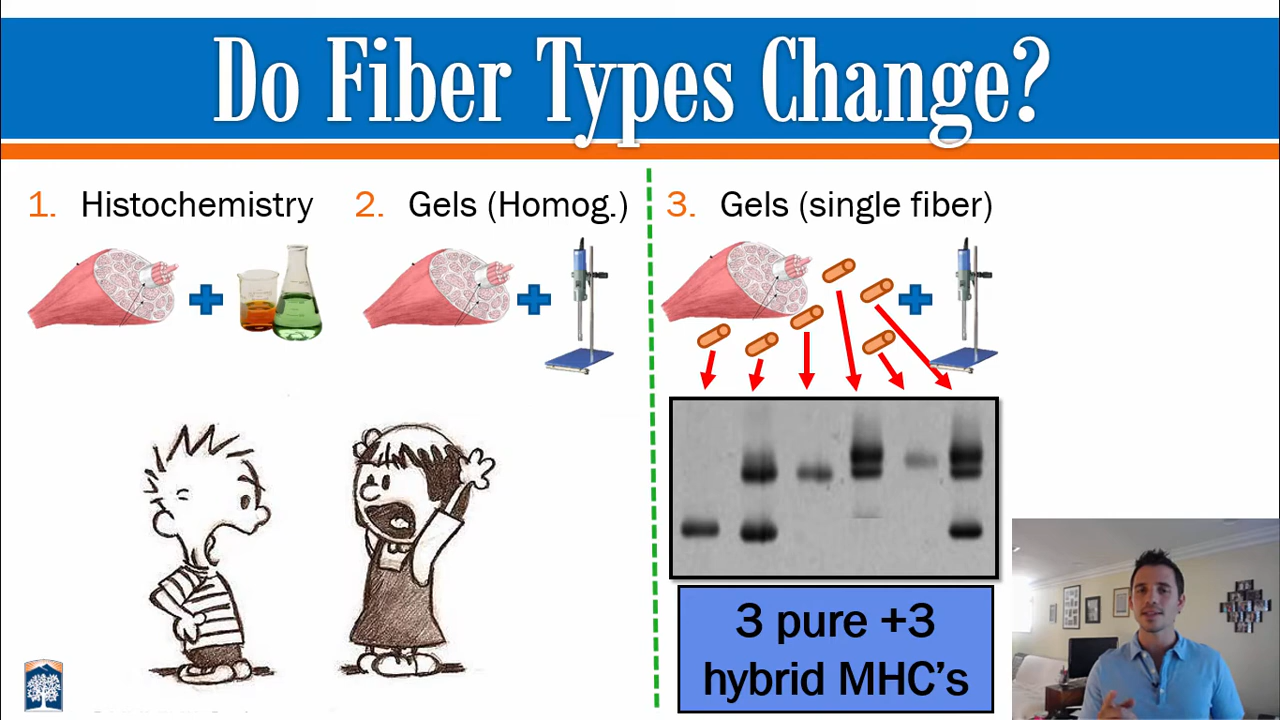 Do Fiber Types Change?
1. Histochemistry
2. Gels (Homog.)
3. Gels (single fiber)
3 pure +3
hybrid MHC's